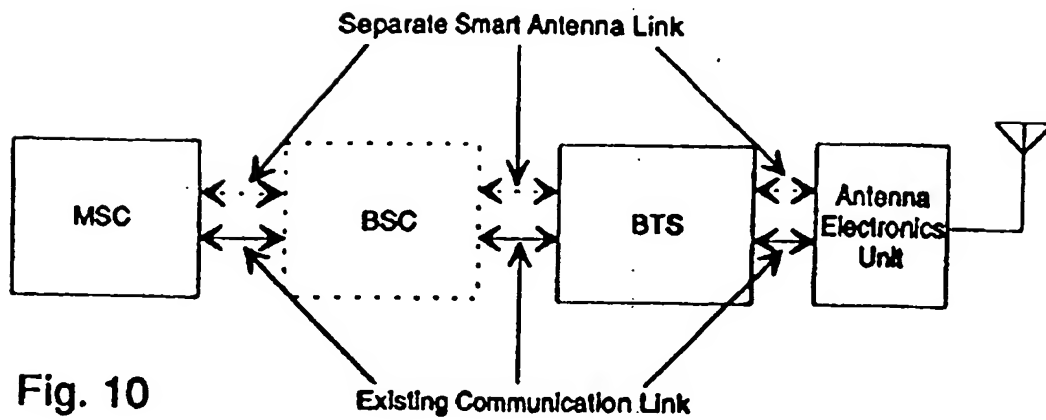 Separate Smart Antenna Link
MSC
BSC
BTS
Antenna
Electronics
Unit
Fig. 10
Existing Communication Link